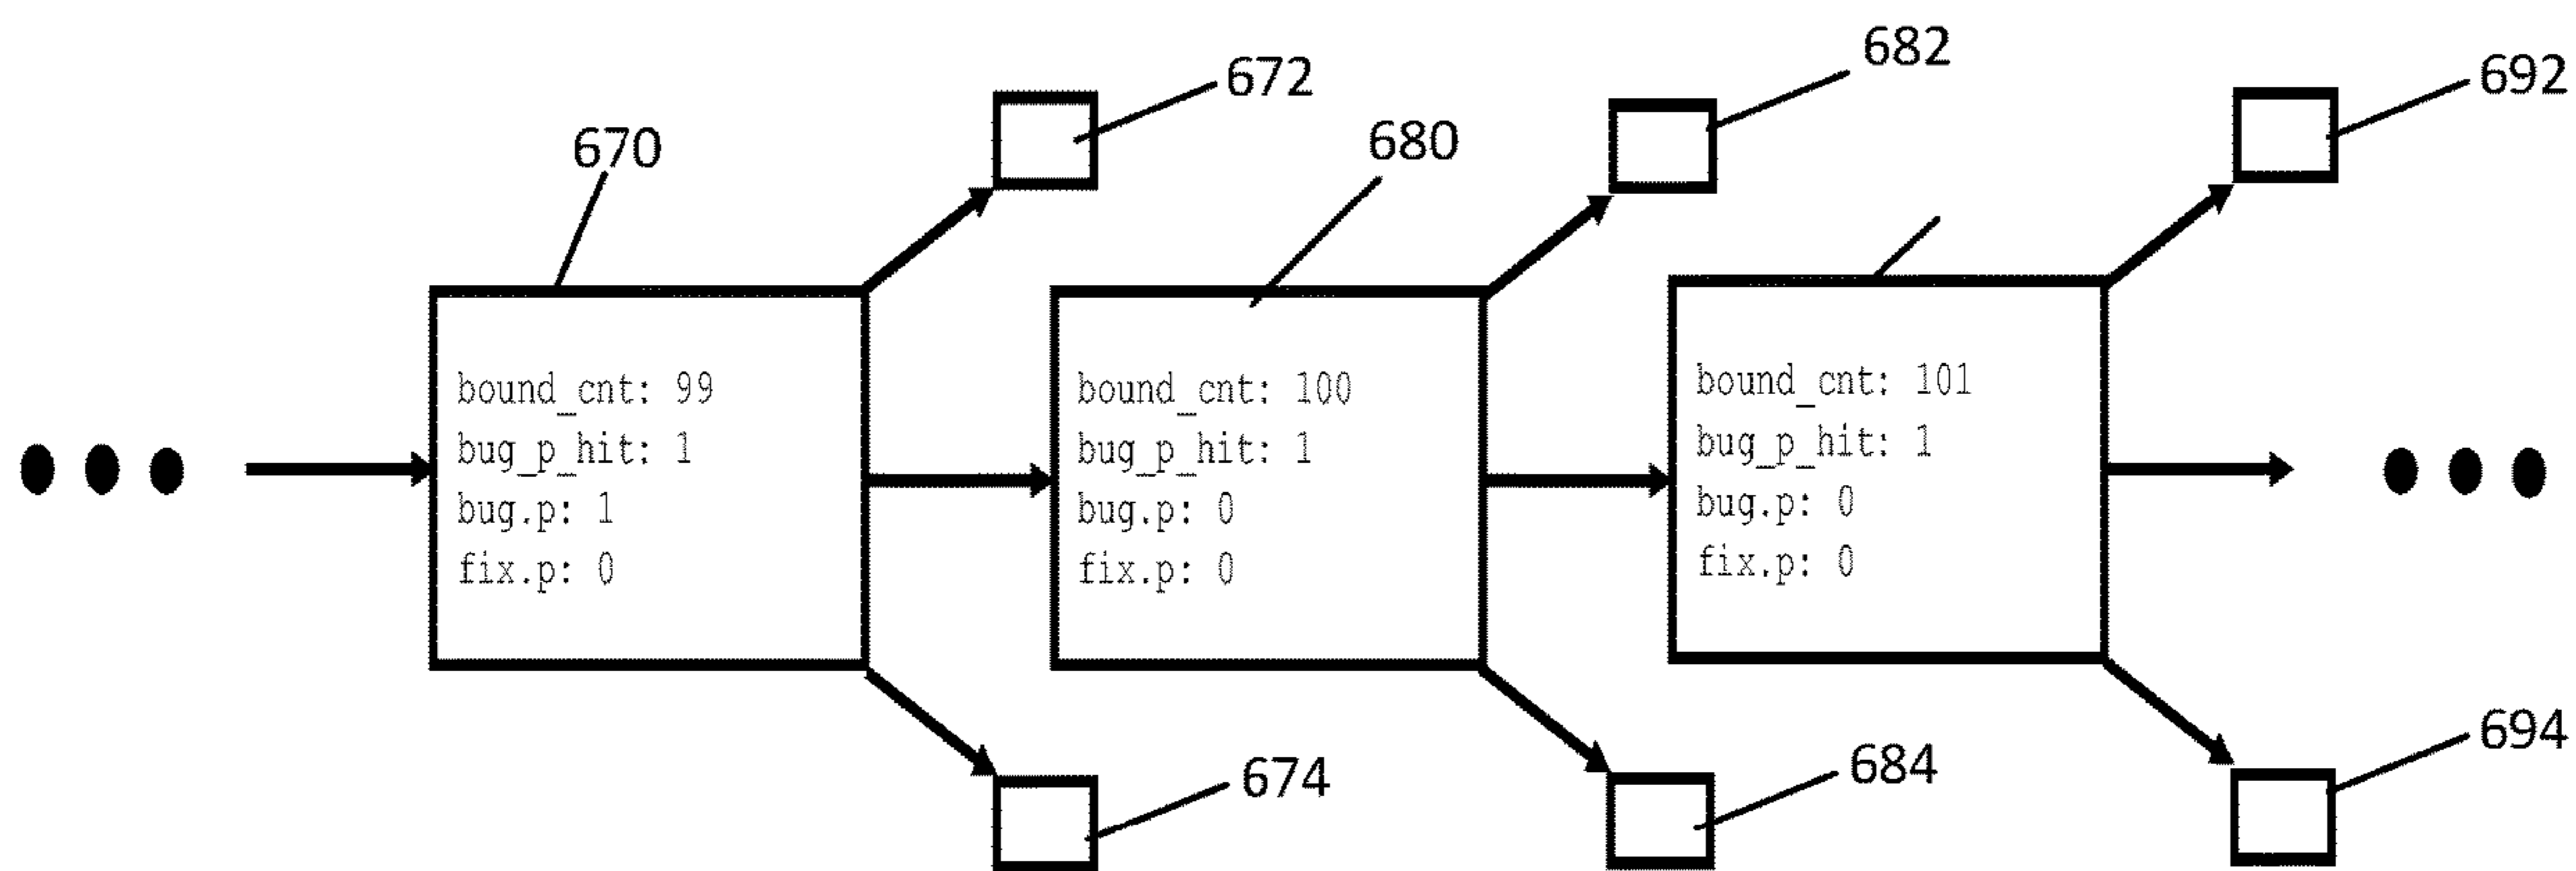 682
692
672
680
670
bound_cnt: 99
bug_p_hit: 1
bug.p: 1
fix.p: 0
bound_cnt: 100
bug_p_hit: 1
bug.p: 0
fix.p: 0
bound_cnt: 101
bug_p_hit: 1
bug.p: 0
fix.p: 0
674
684
694